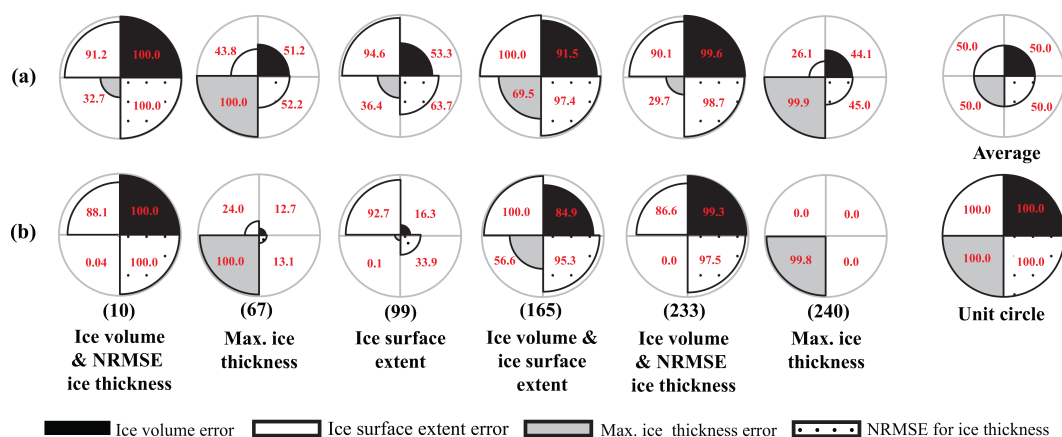 (a)
91.2 100.0 32.7 100.0
43.8 51.2 100.0 52.2
94.6 53.3 36.4 63.7
100.0 91.5 69.5 97.4
90.1 99.6 29.7 98.7
26.1 44.1 99.9 45.0
50.0 50.0 50.0 50.0
Average
(b)
88.1 100.0 0.04 100.0
24.0 12.7 100.0 13.1
92.7 16.3 0.1 33.9
100.0 84.9 56.6 95.3
86.6 99.3 0.0 97.5
0.0 0.0 99.8 0.0
100.0 100.0 100.0 100.0
Unit circle
(10)
Ice volume
& NRMSE
ice thickness
(67)
Max. ice
thickness
(99)
Ice surface
extent
(165)
Ice volume &
ice surface
extent
(233)
Ice volume
& NRMSE
ice thickness
(240)
Max. ice
thickness
Ice volume error
Ice surface extent error
Max. ice thickness error
NRMSE for ice thickness